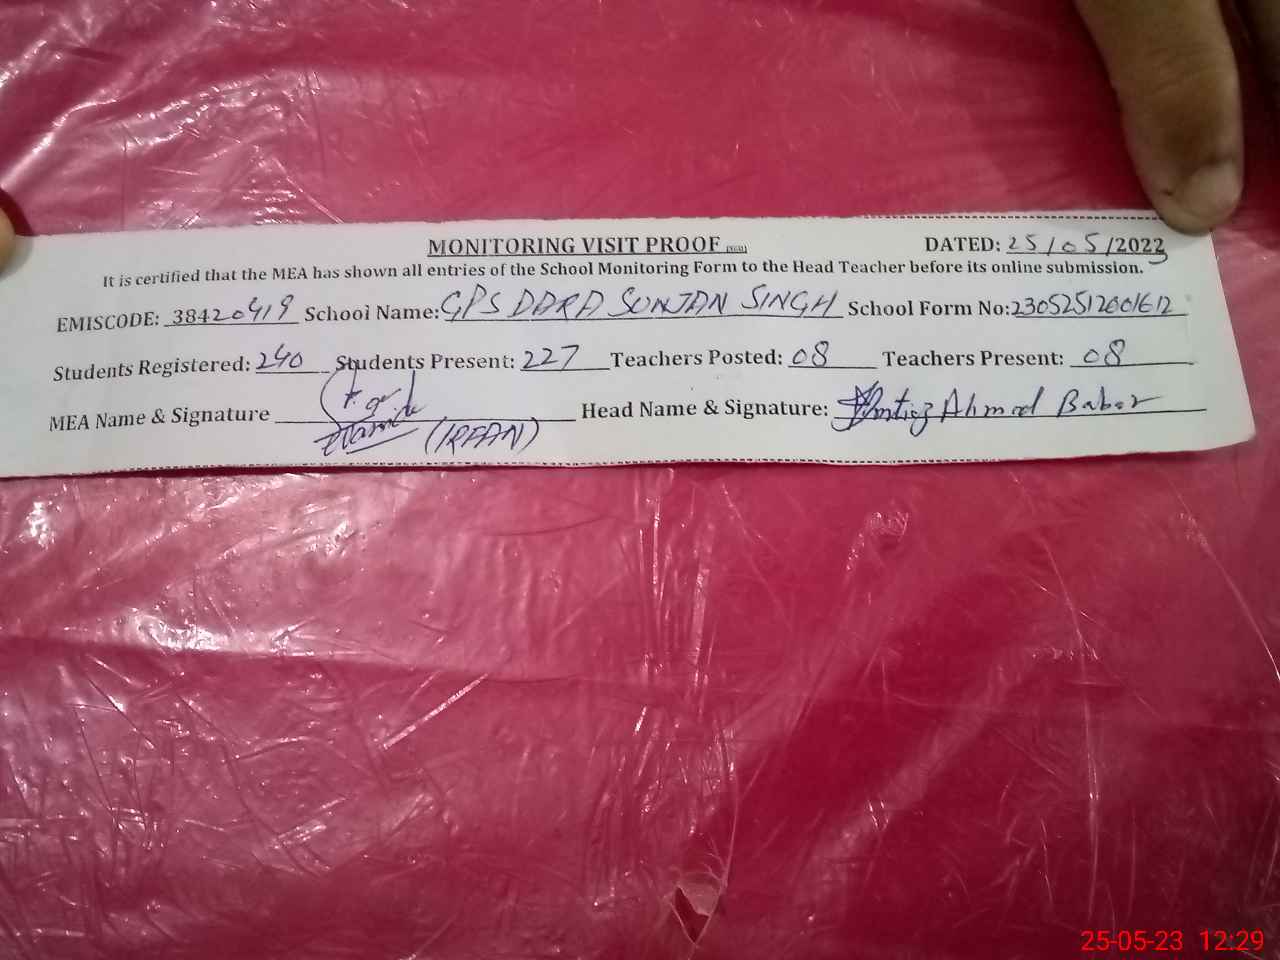 MONITORING VISIT PROOF DATED: 25/05/2023
It is certified that the MEA has shown all entries of the School Monitoring Form to the Head Teacher before its online submission.
EMISCODE: 38420419 School Name: GPS DARA SUNJAN SINGH School Form No: 23052512601612
Students Registered: 240 Students Present: 227 Teachers Posted: 08 Teachers Present: 08
MEA Name & Signature (IRFAN) Head Name & Signature: Ahmad Babar
25-05-23 12:29